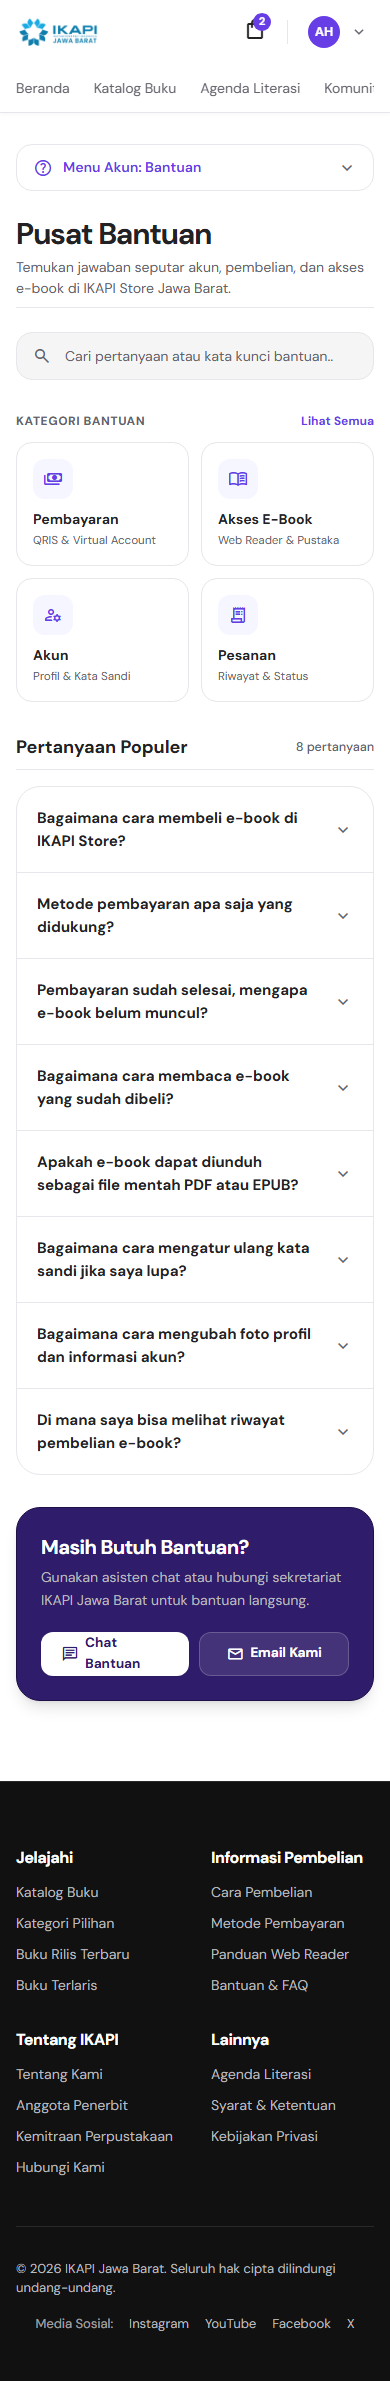 IKAPI
JAWA BARAT
2
AH
Beranda Katalog Buku Agenda Literasi Komunit
Menu Akun: Bantuan
Pusat Bantuan
Temukan jawaban seputar akun, pembelian, dan akses
e-book di IKAPI Store Jawa Barat.
Cari pertanyaan atau kata kunci bantuan..
KATEGORI BANTUAN Lihat Semua
Pembayaran
QRIS & Virtual Account
Akses E-Book
Web Reader & Pustaka
Akun
Profil & Kata Sandi
Pesanan
Riwayat & Status
Pertanyaan Populer 8 pertanyaan
Bagaimana cara membeli e-book di
IKAPI Store?
Metode pembayaran apa saja yang
didukung?
Pembayaran sudah selesai, mengapa
e-book belum muncul?
Bagaimana cara membaca e-book
yang sudah dibeli?
Apakah e-book dapat diunduh
sebagai file mentah PDF atau EPUB?
Bagaimana cara mengatur ulang kata
sandi jika saya lupa?
Bagaimana cara mengubah foto profil
dan informasi akun?
Di mana saya bisa melihat riwayat
pembelian e-book?
Masih Butuh Bantuan?
Gunakan asisten chat atau hubungi sekretariat
IKAPI Jawa Barat untuk bantuan langsung.
Chat
Bantuan
Email Kami
Jelajahi
Katalog Buku
Kategori Pilihan
Buku Rilis Terbaru
Buku Terlaris
Informasi Pembelian
Cara Pembelian
Metode Pembayaran
Panduan Web Reader
Bantuan & FAQ
Tentang IKAPI
Tentang Kami
Anggota Penerbit
Kemitraan Perpustakaan
Hubungi Kami
Lainnya
Agenda Literasi
Syarat & Ketentuan
Kebijakan Privasi
© 2026 IKAPI Jawa Barat. Seluruh hak cipta dilindungi
undang-undang.
Media Sosial: Instagram YouTube Facebook X